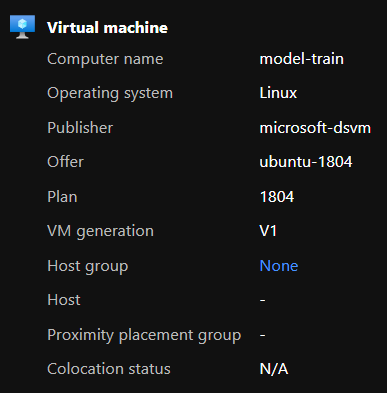 Virtual machine
Computer name model-train
Operating system Linux
Publisher microsoft-dsvm
Offer ubuntu-1804
Plan 1804
VM generation V1
Host group None
Host -
Proximity placement group -
Colocation status N/A